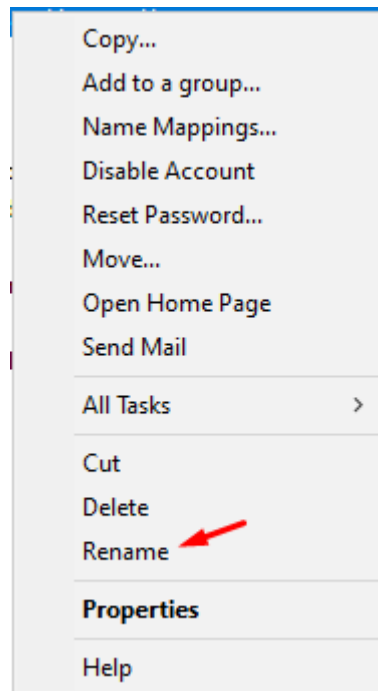 Copy...
Add to a group...
Name Mappings...
Disable Account
Reset Password...
Move...
Open Home Page
Send Mail
All Tasks
Cut
Delete
Rename
Properties
Help